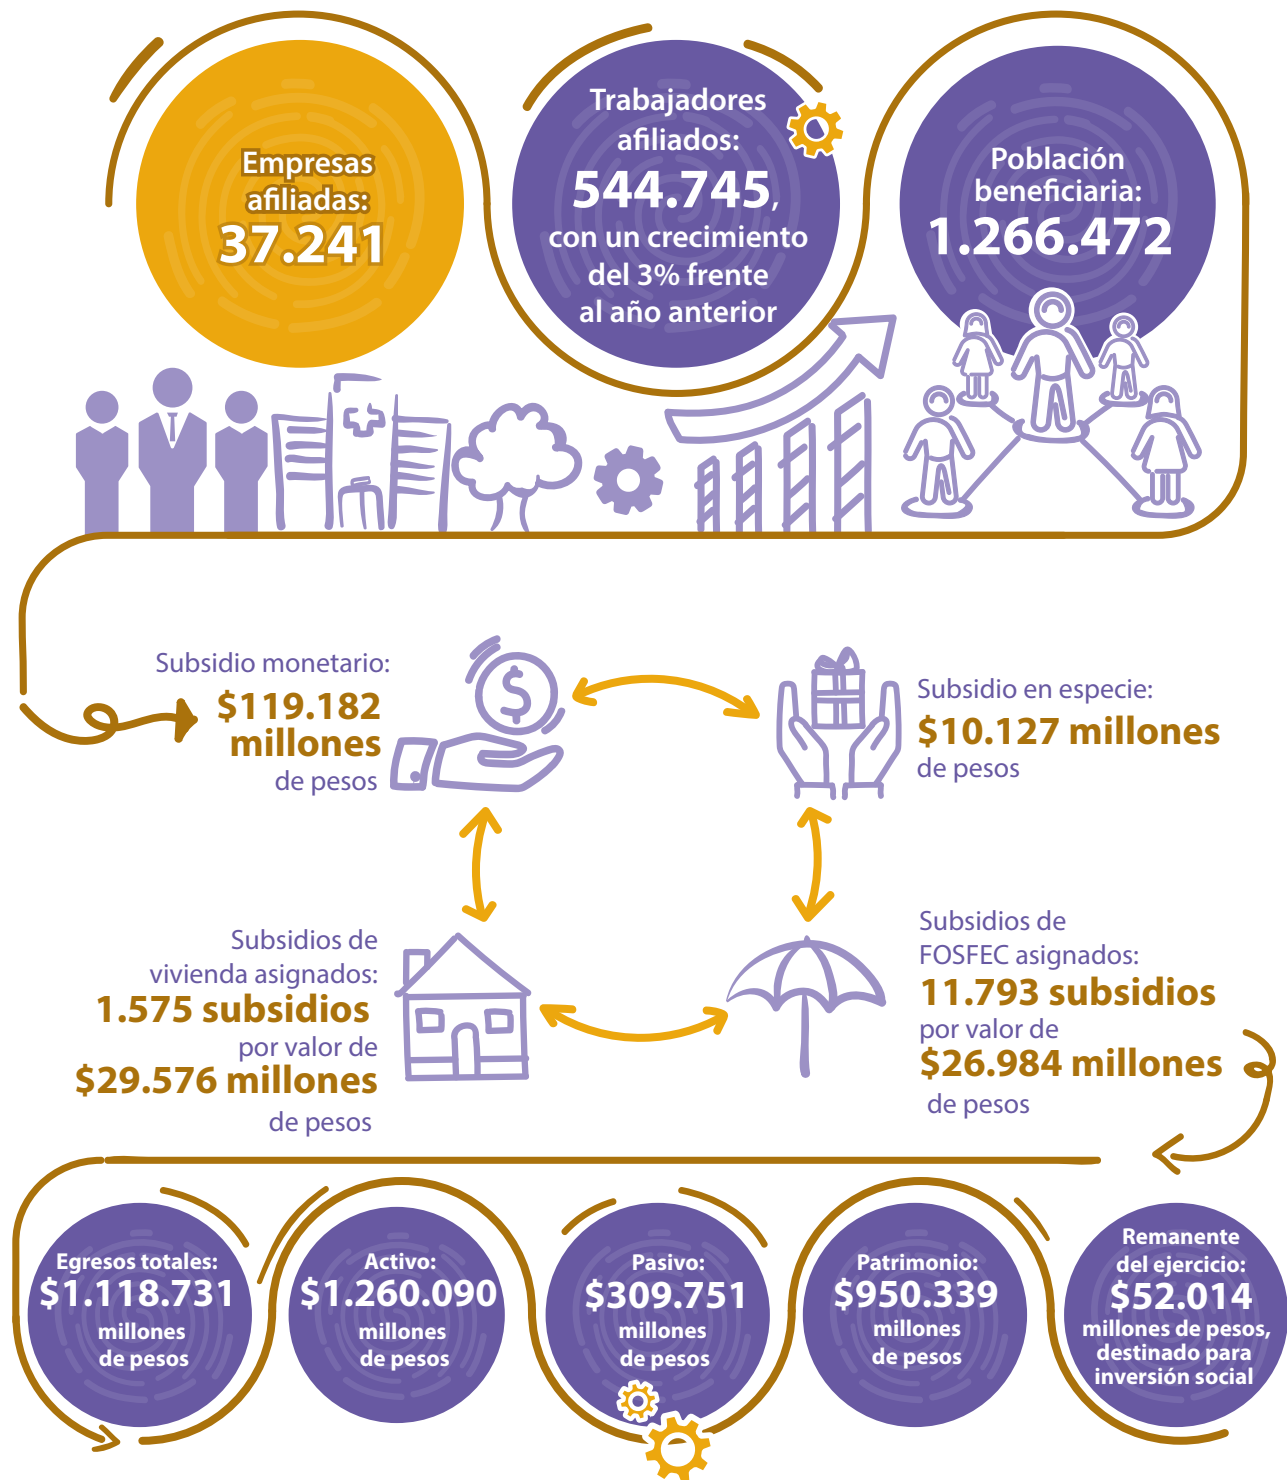 Empresas
afiliadas:
37.241
Trabajadores
afiliados:
544.745,
con un crecimiento
del 3% frente
al año anterior
Población
beneficiaria:
1.266.472
Subsidio monetario:
$119.182
millones
de pesos
Subsidio en especie:
$10.127 millones
de pesos
Subsidios de
vivienda asignados:
1.575 subsidios
por valor de
$29.576 millones
de pesos
Subsidios de
FOSFEC asignados:
11.793 subsidios
por valor de
$26.984 millones
de pesos
Egresos totales:
$1.118.731
millones
de pesos
Activo:
$1.260.090
millones
de pesos
Pasivo:
$309.751
millones
de pesos
Patrimonio:
$950.339
millones
de pesos
Remanente
del ejercicio:
$52.014
millones de pesos,
destinado para
inversión social